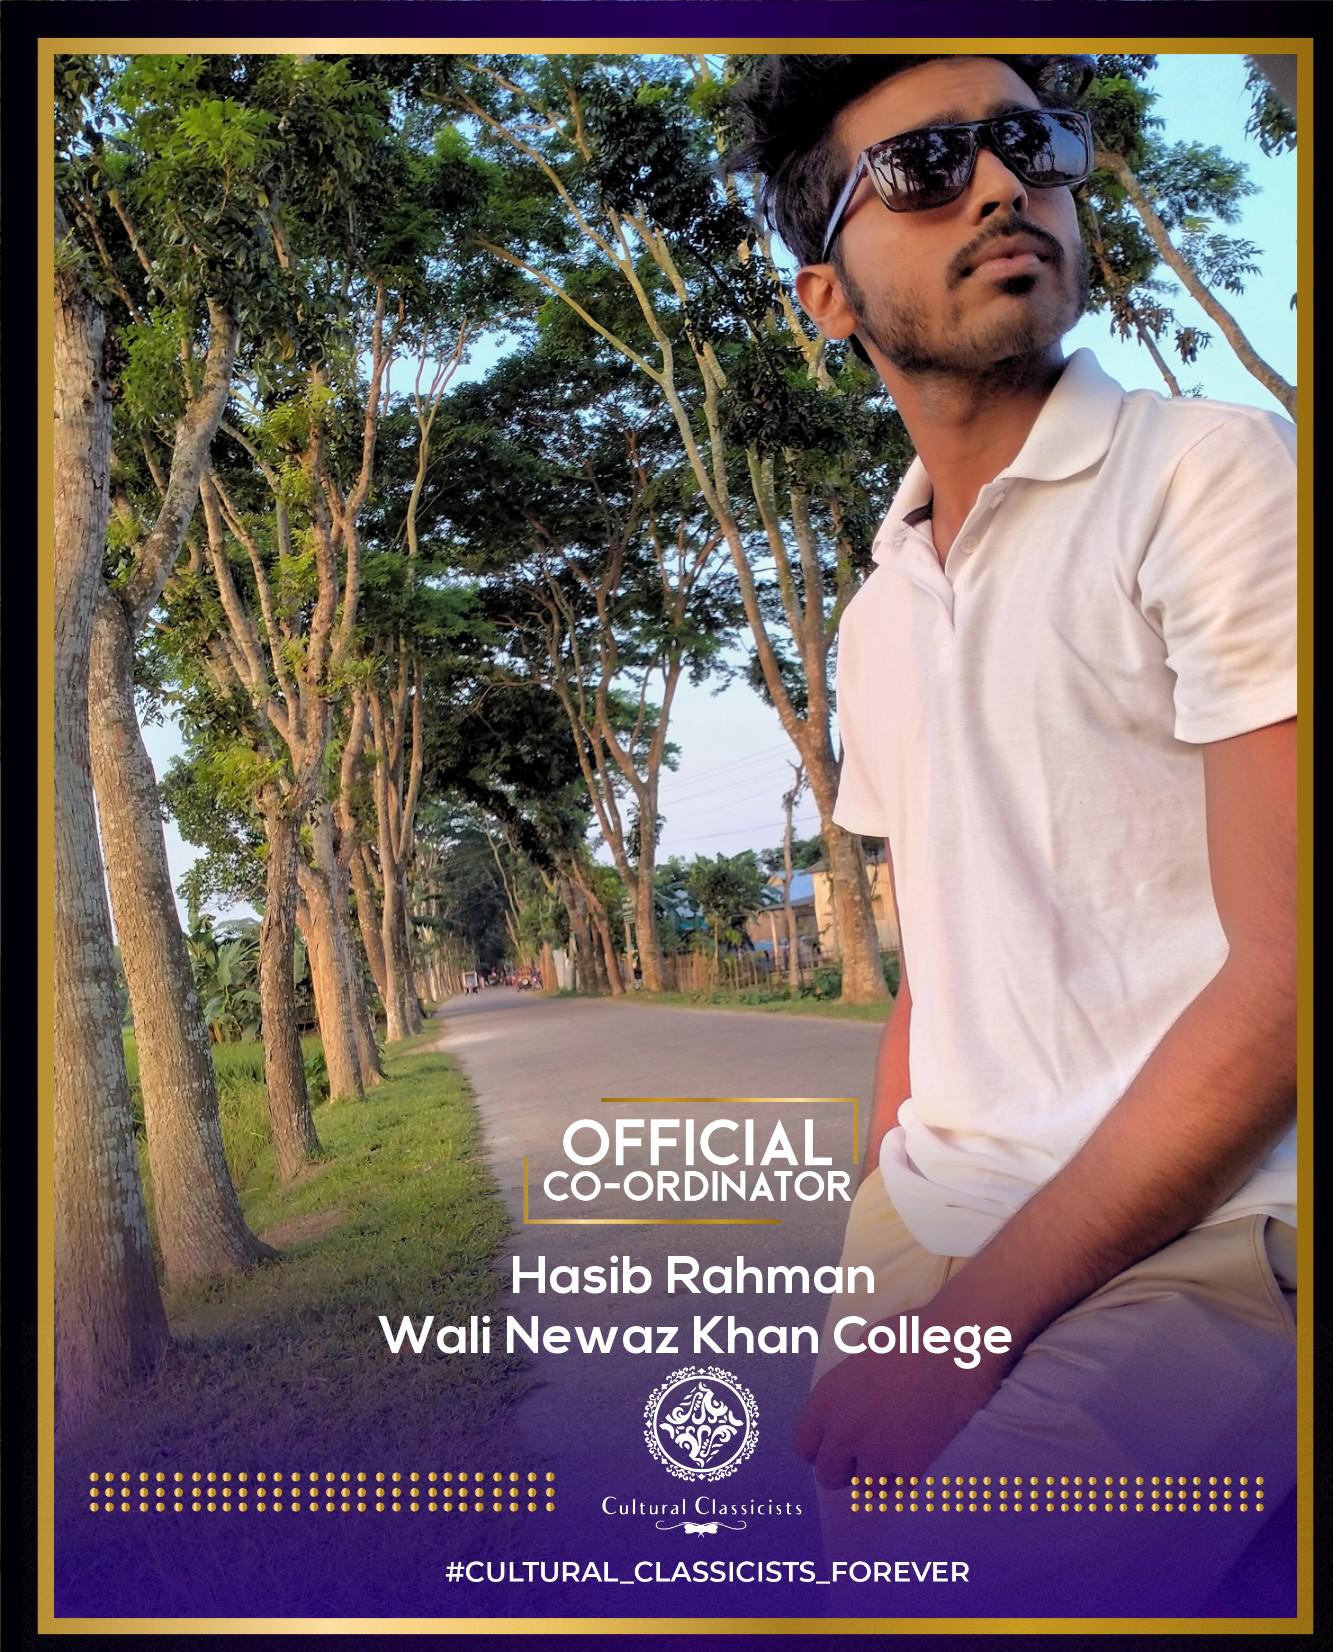 OFFICIAL
CO-ORDINATOR
Hasib Rahman
Wali Newaz Khan College
Cultural Classicists
#CULTURAL_CLASSICISTS_FOREVER